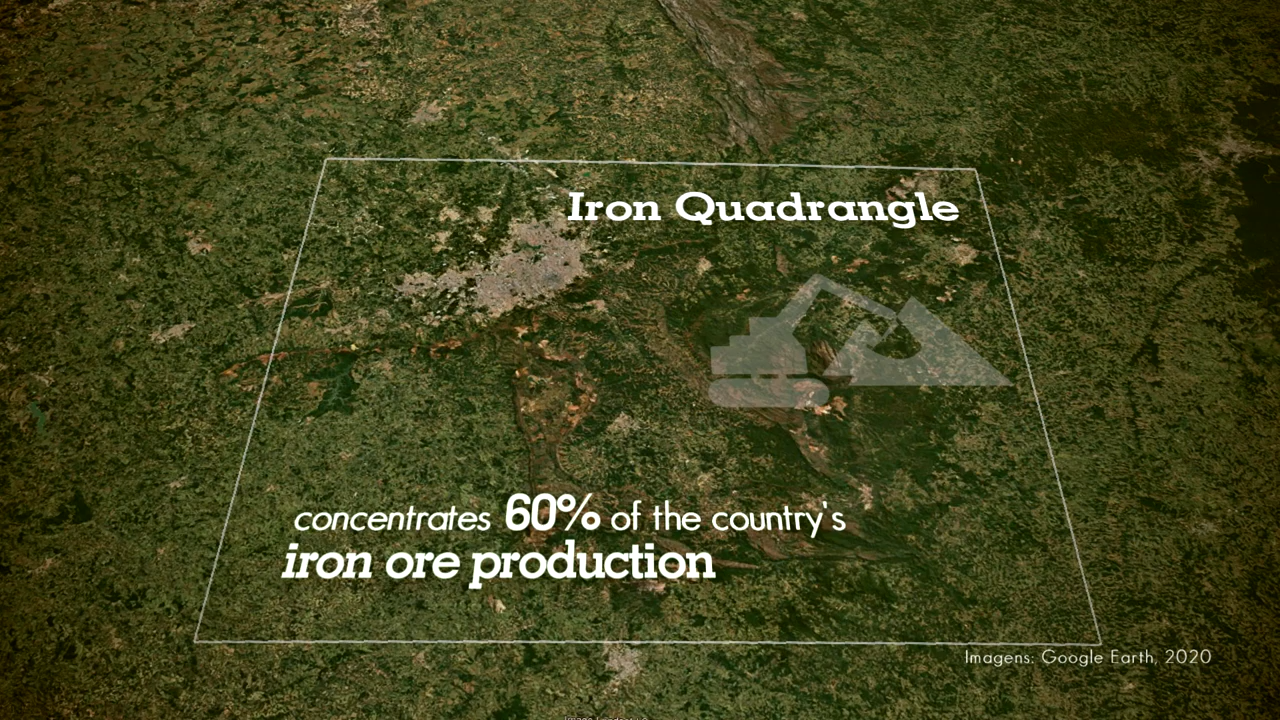 Iron Quadrangle
concentrates 60% of the country's
iron ore production
Imagens: Google Earth, 2020